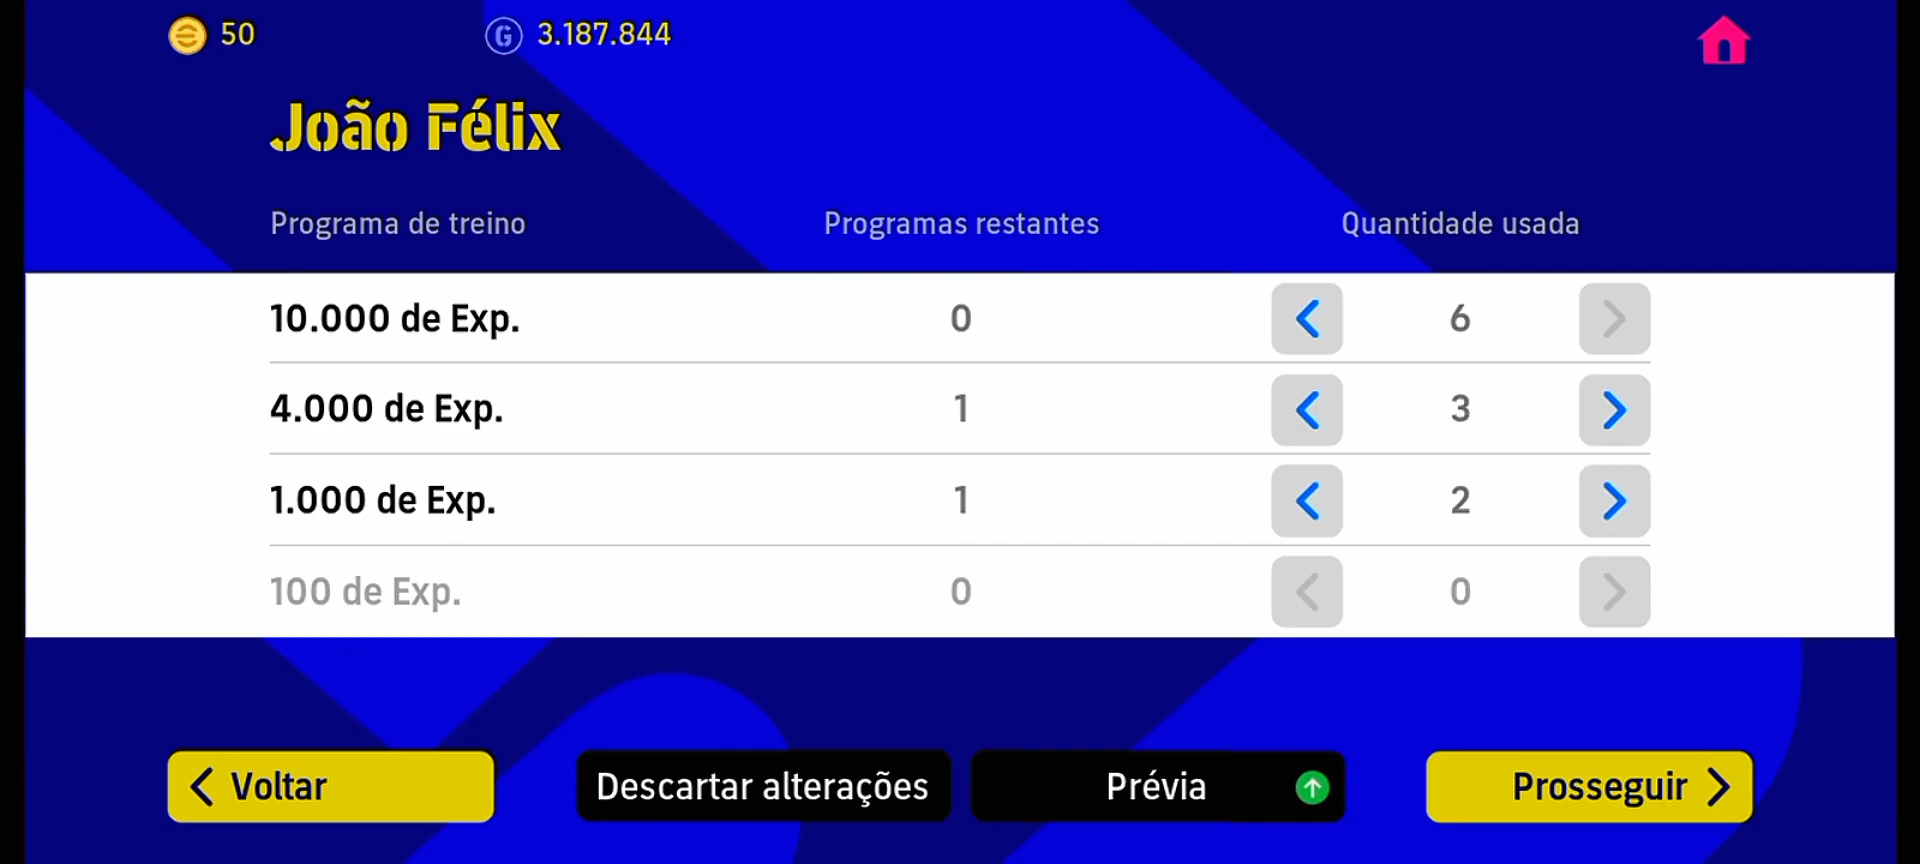 50
G 3.187.844
João Félix
Programa de treino Programas restantes Quantidade usada
10.000 de Exp. 0 6
4.000 de Exp. 1 3
1.000 de Exp. 1 2
100 de Exp. 0 0
Voltar Descartar alterações Prévia Prosseguir